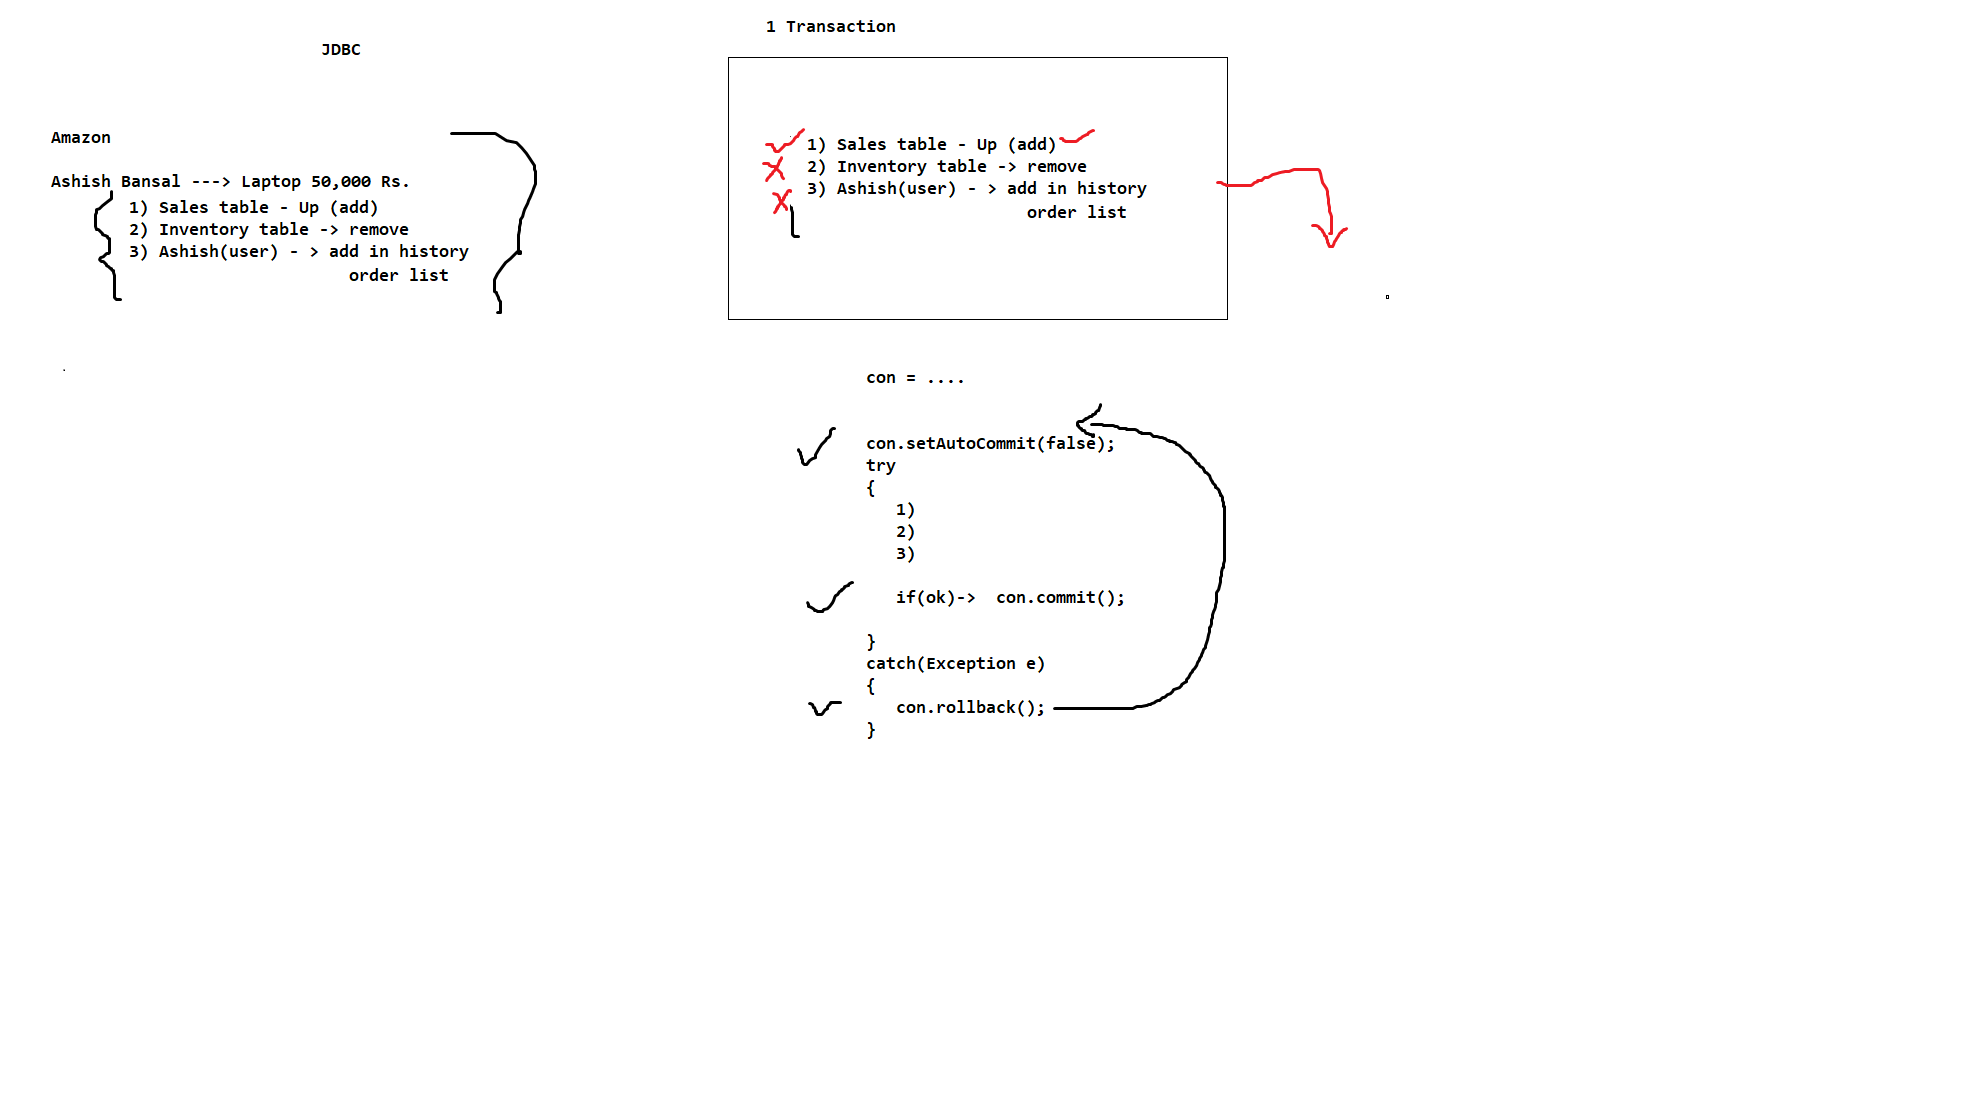 JDBC
Amazon
Ashish Bansal ---> Laptop 50,000 Rs.
1) Sales table - Up (add)
2) Inventory table -> remove
3) Ashish(user) - > add in history
order list
1 Transaction
1) Sales table - Up (add)
2) Inventory table -> remove
3) Ashish(user) - > add in history
order list
con = ....
con.setAutoCommit(false);
try
{
1)
2)
3)
if(ok)-> con.commit();
}
catch(Exception e)
{
con.rollback();
}